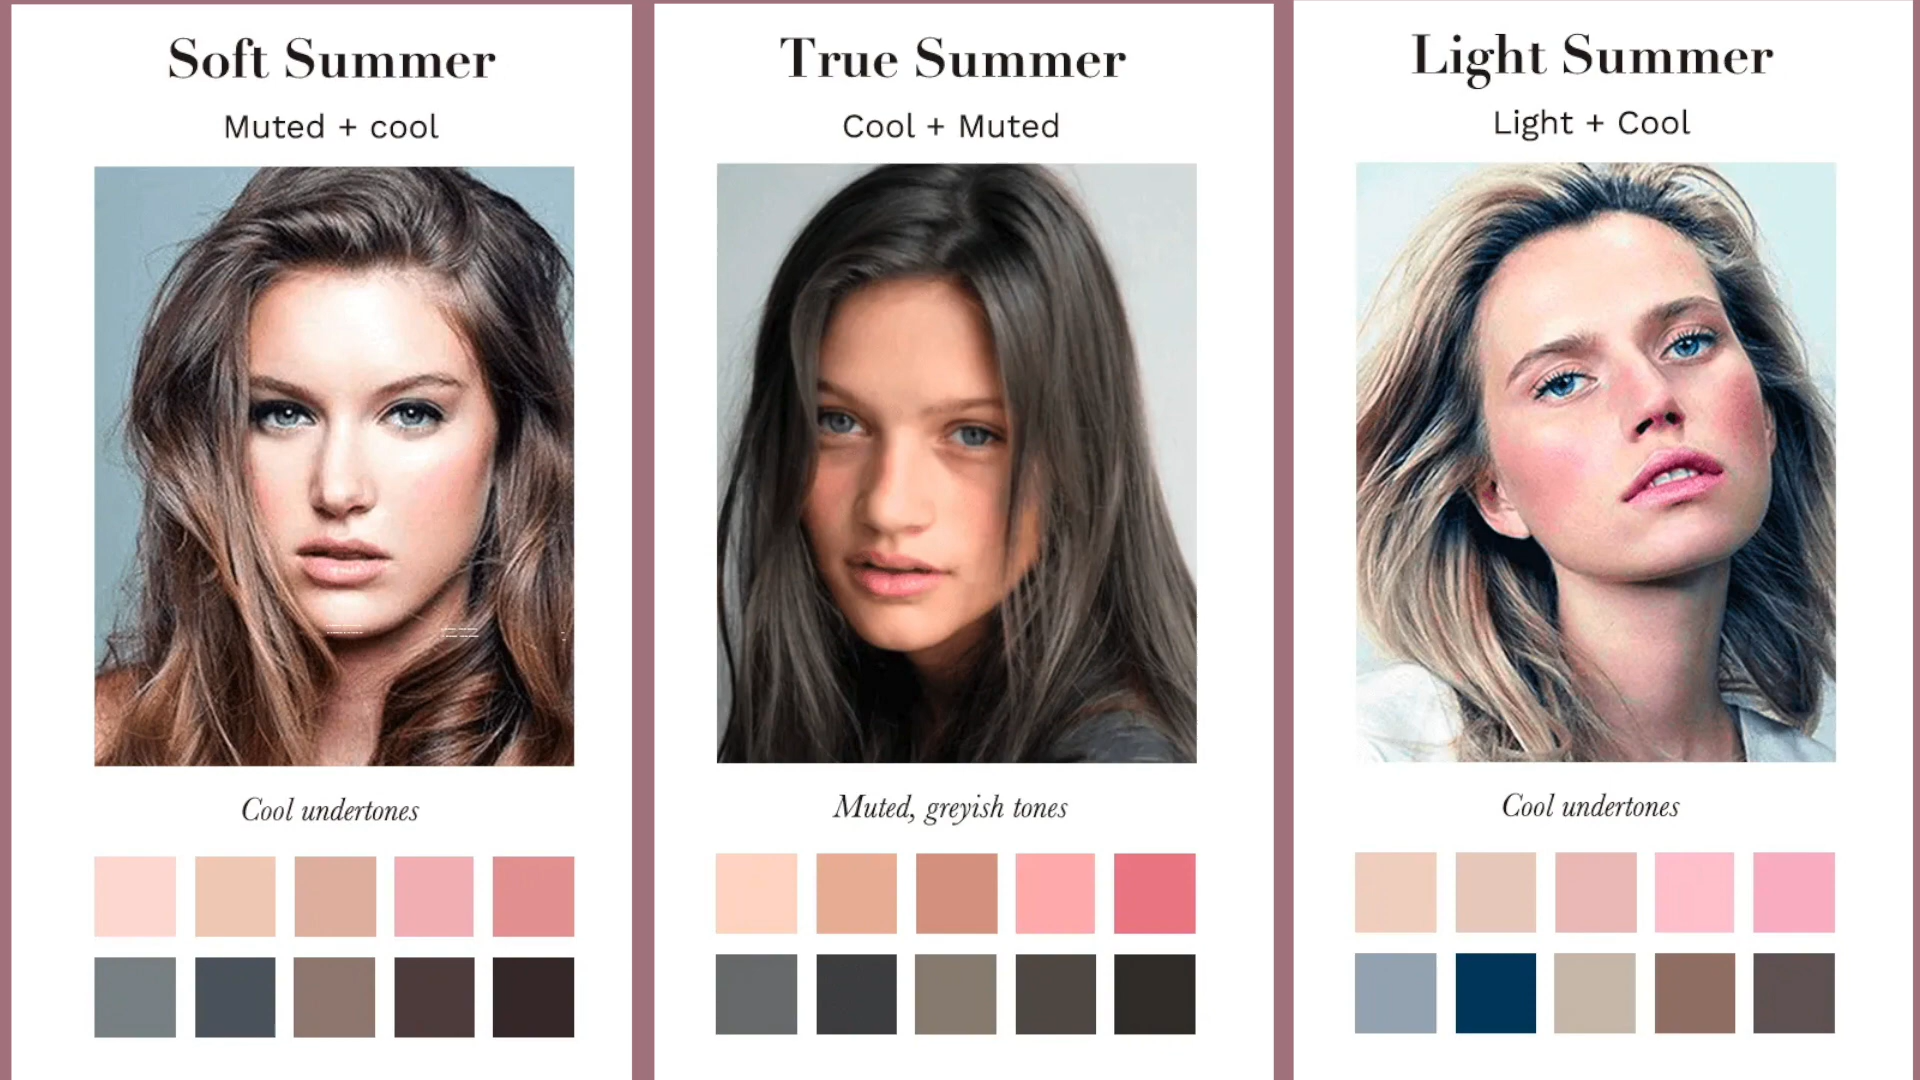 Soft Summer
Muted + cool
Cool undertones
True Summer
Cool + Muted
Muted, greyish tones
Light Summer
Light + Cool
Cool undertones